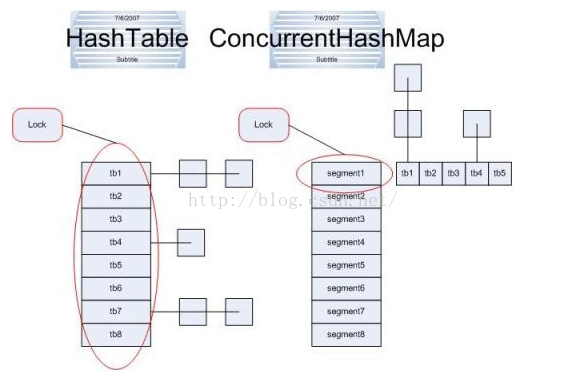 7/6/2007
HashTable
Subtitle
7/6/2007
ConcurrentHashMap
Subtitle
Lock
tb1
tb2
tb3
tb4
tb5
tb6
tb7
tb8
Lock
segment1
segment2
segment3
segment4
segment5
segment6
segment7
segment8
tb1 tb2 tb3 tb4 tb5
http://blog.csdn.net/